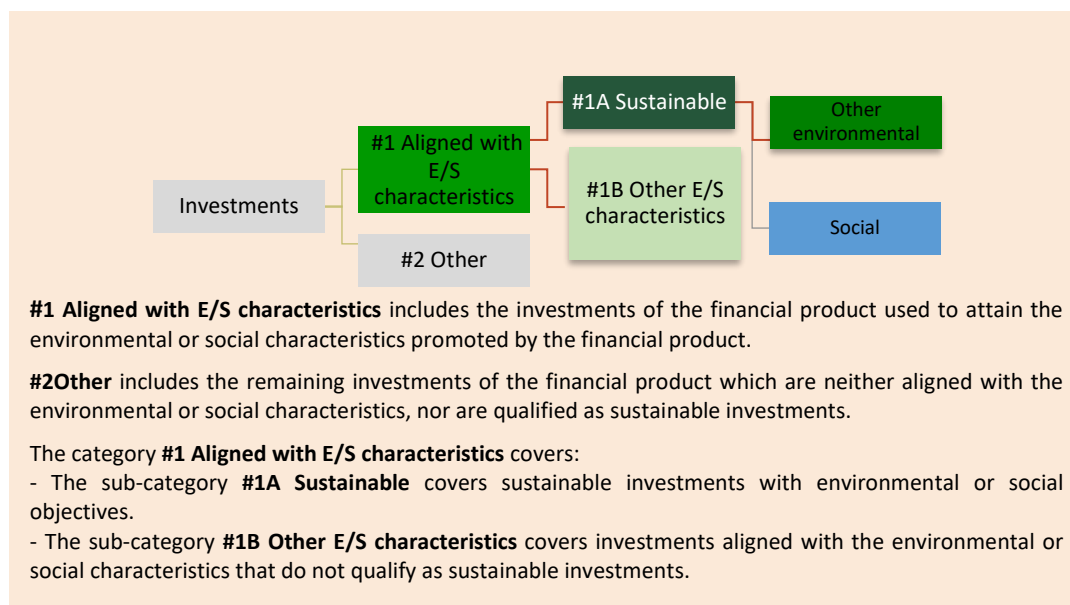 #1A Sustainable
Other
environmental
#1 Aligned with
E/S
characteristics
#1B Other E/S
characteristics
Investments
Social
#2 Other
#1 Aligned with E/S characteristics includes the investments of the financial product used to attain the
environmental or social characteristics promoted by the financial product.
#2Other includes the remaining investments of the financial product which are neither aligned with the
environmental or social characteristics, nor are qualified as sustainable investments.
The category #1 Aligned with E/S characteristics covers:
- The sub-category #1A Sustainable covers sustainable investments with environmental or social
objectives.
- The sub-category #1B Other E/S characteristics covers investments aligned with the environmental or
social characteristics that do not qualify as sustainable investments.